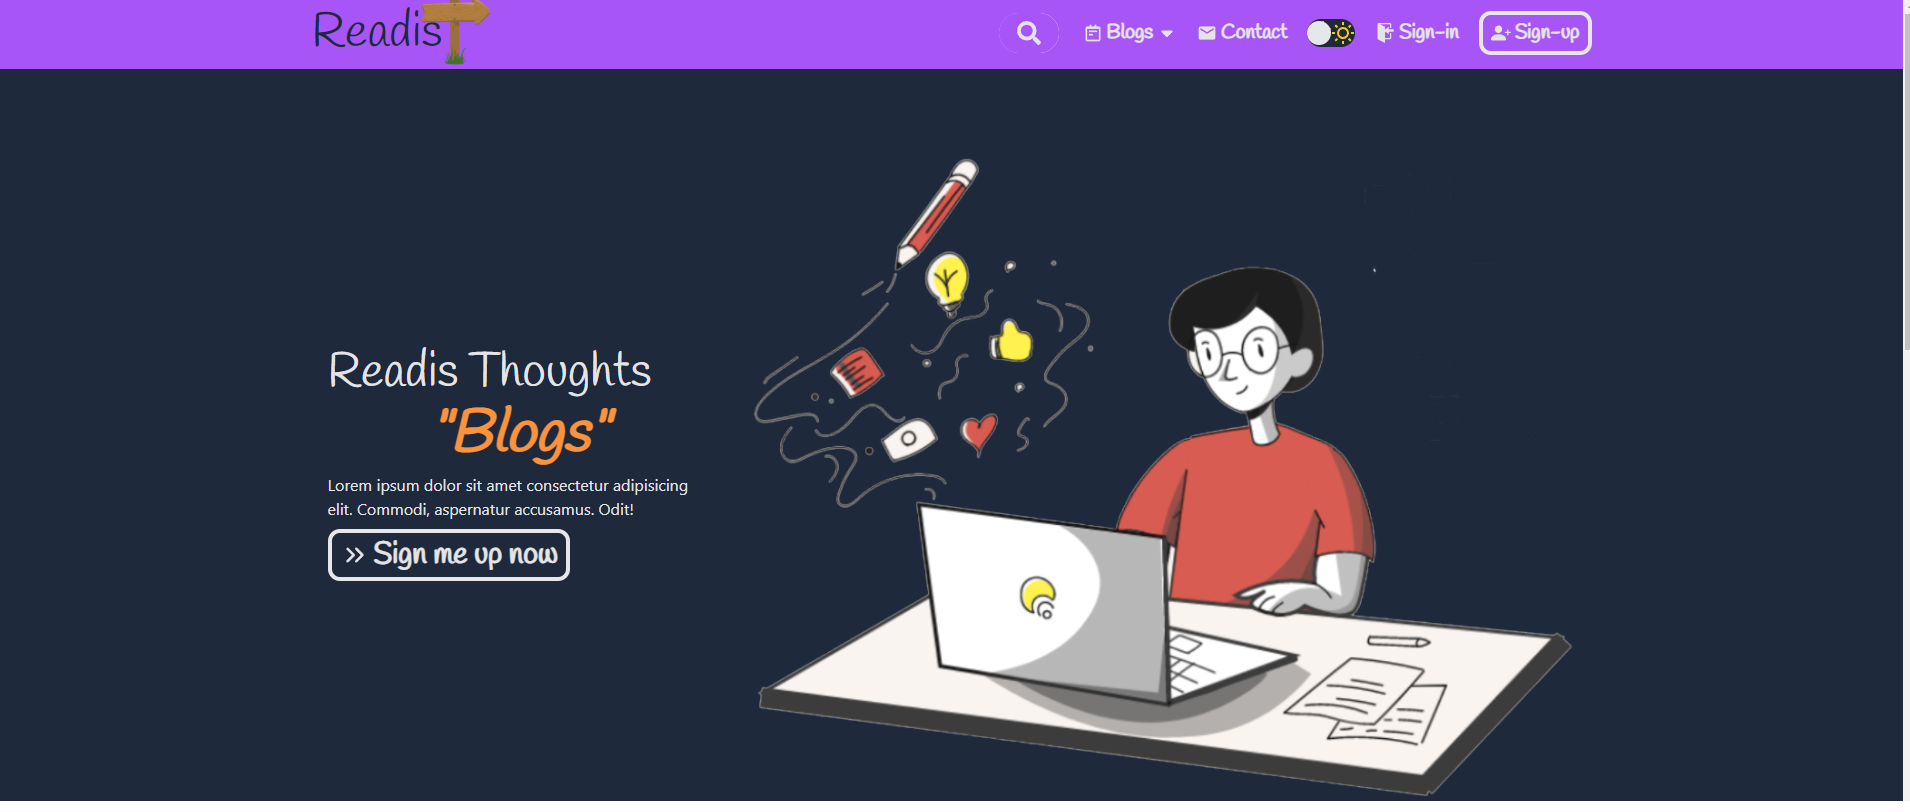 Readis
Blogs
Contact
Sign-in
Sign-up
Readis Thoughts
"Blogs"
Lorem ipsum dolor sit amet consectetur adipisicing
elit. Commodi, aspernatur accusamus. Odit!
Sign me up now